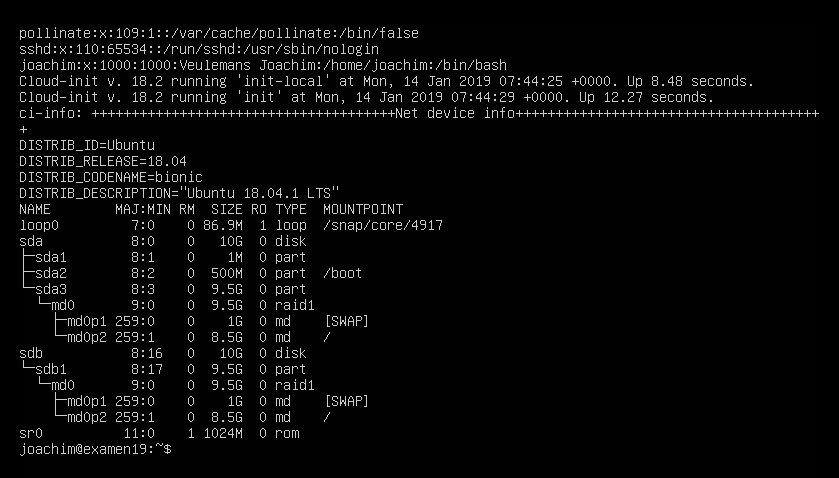 pollinate:x:109:1::/var/cache/pollinate:/bin/false
sshd:x:110:65534::/run/sshd:/usr/sbin/nologin
joachim:x:1000:1000:Veulemans Joachim:/home/joachim:/bin/bash
Cloud-init v. 18.2 running 'init-local' at Mon, 14 Jan 2019 07:44:25 +0000. Up 8.48 seconds.
Cloud-init v. 18.2 running 'init' at Mon, 14 Jan 2019 07:44:29 +0000. Up 12.27 seconds.
ci-info: ++++++++++++++++++++++++++++++++++++++Net device info++++++++++++++++++++++++++++++++++++++
+
DISTRIB_ID=Ubuntu
DISTRIB_RELEASE=18.04
DISTRIB_CODENAME=bionic
DISTRIB_DESCRIPTION="Ubuntu 18.04.1 LTS"
NAME        MAJ:MIN RM  SIZE RO TYPE  MOUNTPOINT
loop0         7:0    0 86.9M  1 loop  /snap/core/4917
sda           8:0    0   10G  0 disk
├─sda1        8:1    0    1M  0 part
├─sda2        8:2    0  500M  0 part  /boot
└─sda3        8:3    0  9.5G  0 part
  └─md0       9:0    0  9.5G  0 raid1
    ├─md0p1 259:0    0    1G  0 md    [SWAP]
    └─md0p2 259:1    0  8.5G  0 md    /
sdb           8:16   0   10G  0 disk
└─sdb1        8:17   0  9.5G  0 part
  └─md0       9:0    0  9.5G  0 raid1
    ├─md0p1 259:0    0    1G  0 md    [SWAP]
    └─md0p2 259:1    0  8.5G  0 md    /
sr0          11:0    1 1024M  0 rom
joachim@examen19:~$